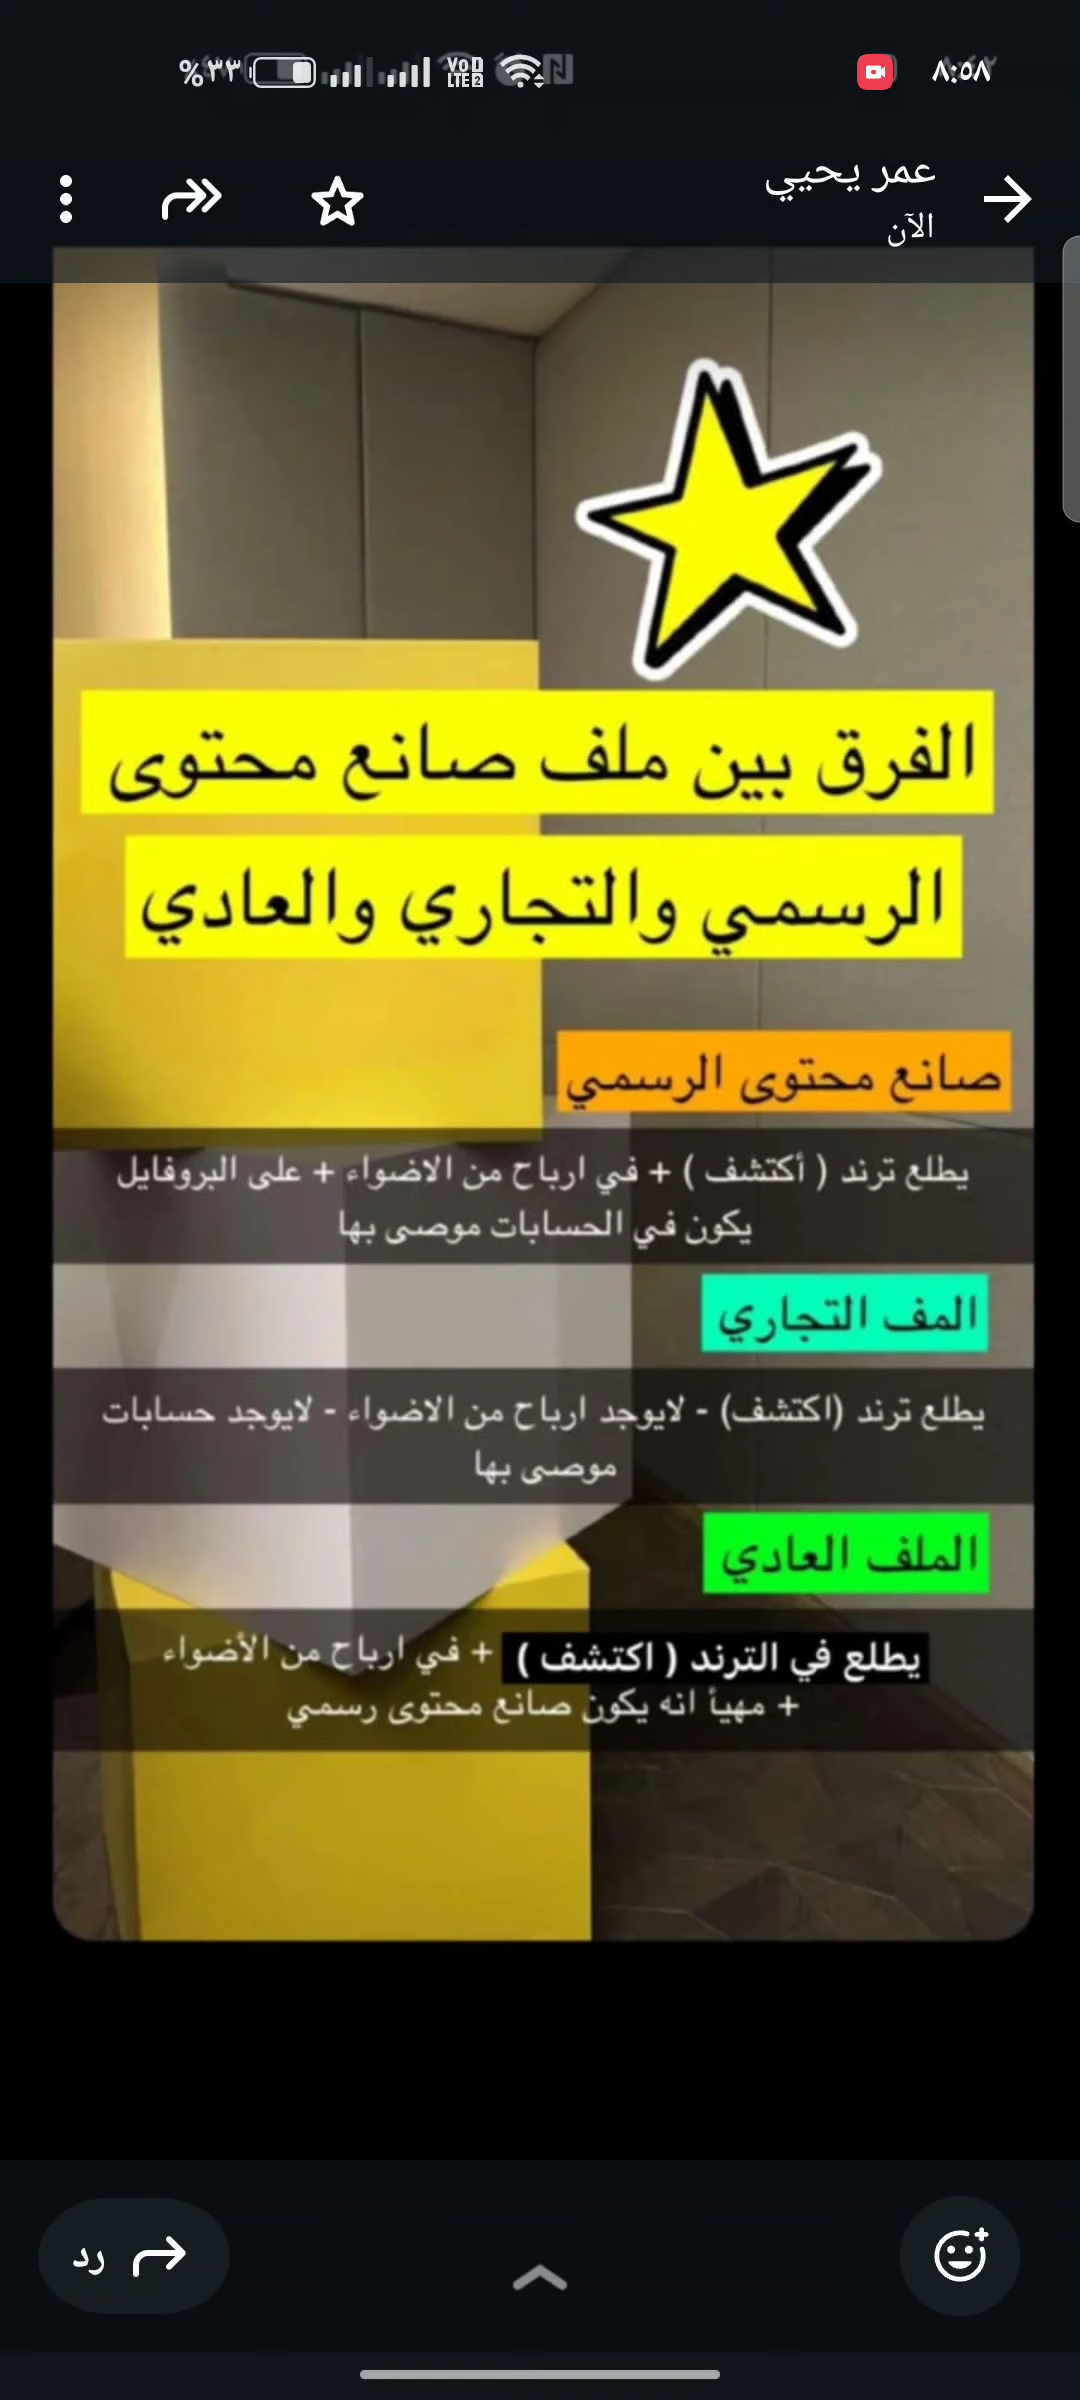 ٨:٥٨
%٣٣
VoLTE 1 2
عمر يحيي
الآن
الفرق بين ملف صانع محتوى
الرسمي والتجاري والعادي
صانع محتوى الرسمي
يطلع ترند ( أكتشف ) + في ارباح من الاضواء + على البروفايل
يكون في الحسابات موصى بها
المف التجاري
يطلع ترند (اكتشف) - لايوجد ارباح من الاضواء - لايوجد حسابات
موصى بها
الملف العادي
يطلع في الترند ( اكتشف ) + في ارباح من الأضواء
+ مهيأ انه يكون صانع محتوى رسمي
رد